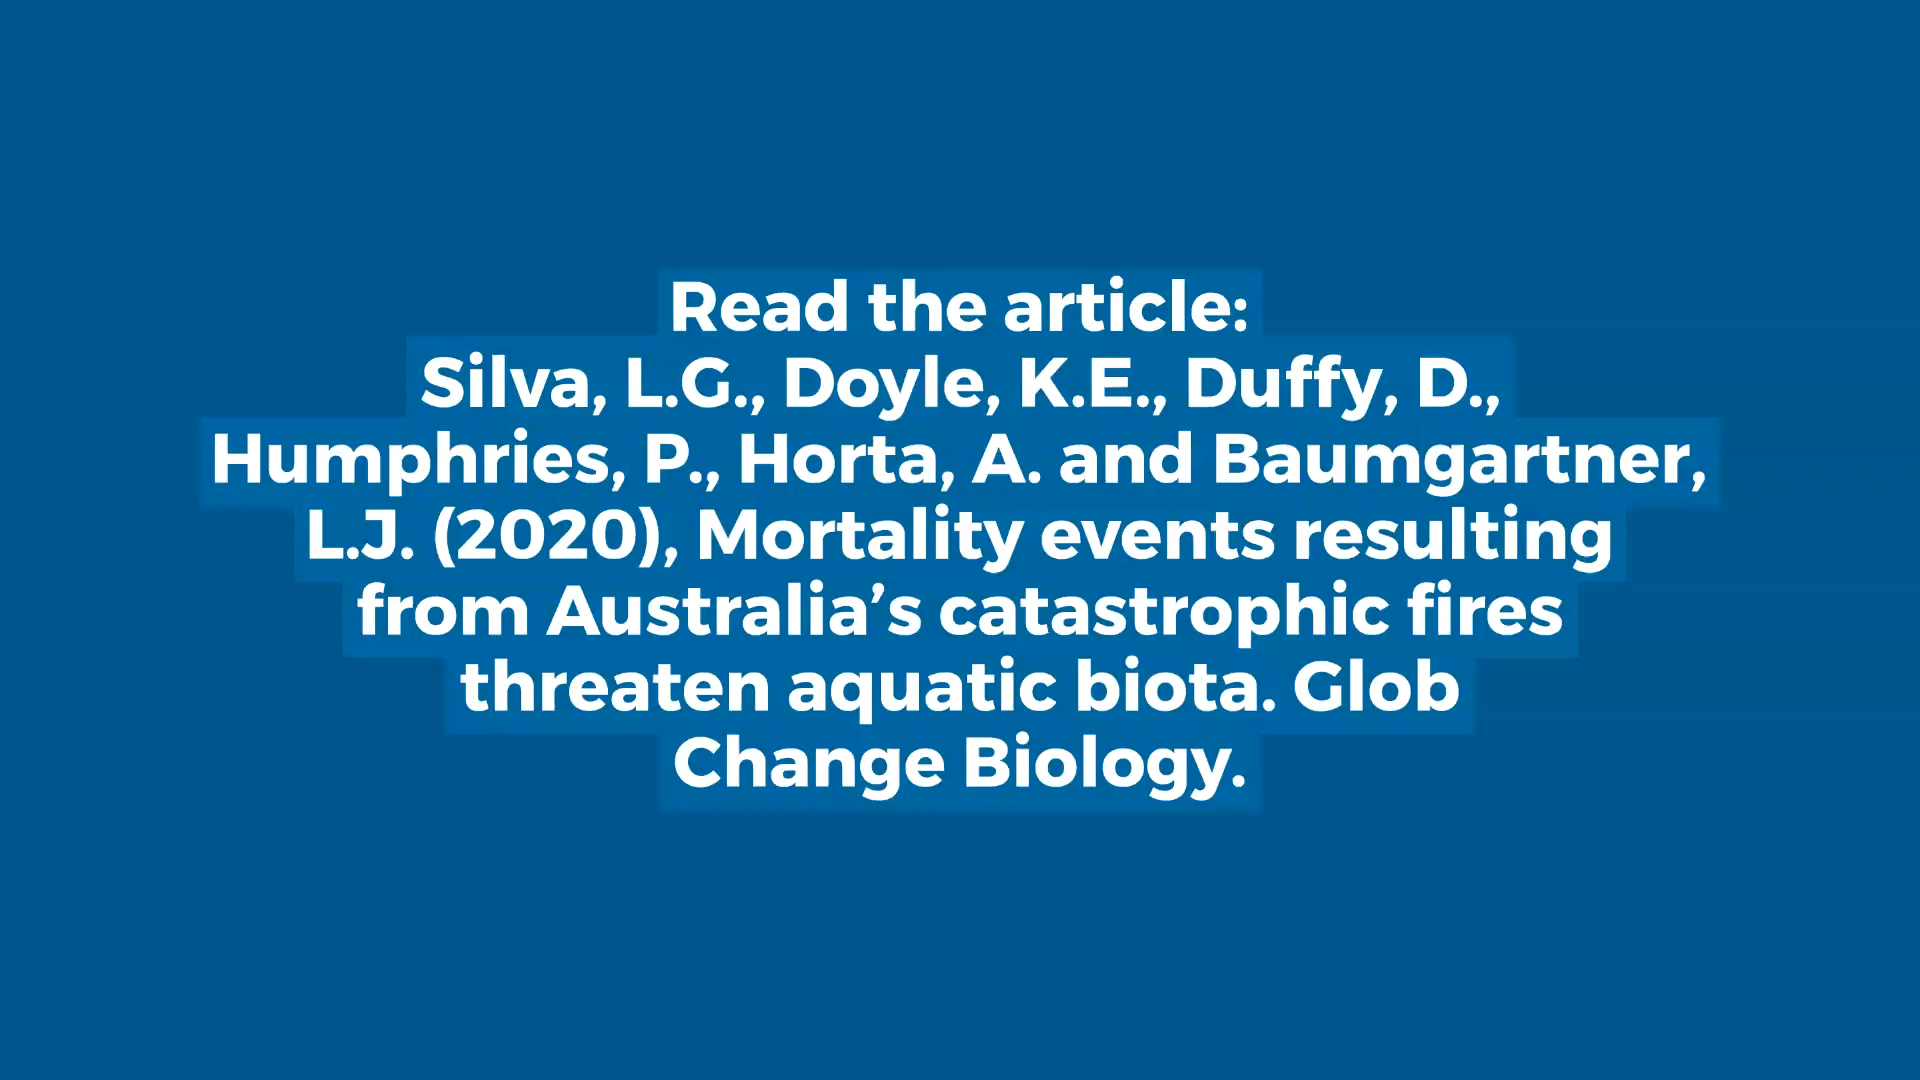 Read the article:
Silva, L.G., Doyle, K.E., Duffy, D.,
Humphries, P., Horta, A. and Baumgartner,
L.J. (2020), Mortality events resulting
from Australia’s catastrophic fires
threaten aquatic biota. Glob
Change Biology.